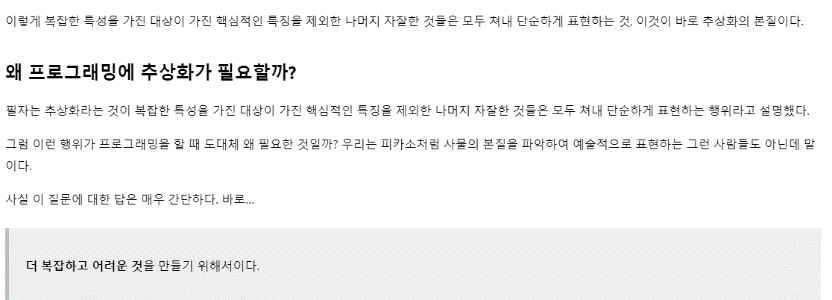 이렇게 복잡한 특성을 가진 대상이 가진 핵심적인 특징을 제외한 나머지 자잘한 것들은 모두 쳐내 단순하게 표현하는 것, 이것이 바로 추상화의 본질이다.
왜 프로그래밍에 추상화가 필요할까?
필자는 추상화라는 것이 복잡한 특성을 가진 대상이 가진 핵심적인 특징을 제외한 나머지 자잘한 것들은 모두 쳐내 단순하게 표현하는 행위라고 설명했다.
그럼 이런 행위가 프로그래밍을 할 때 도대체 왜 필요한 것일까? 우리는 피카소처럼 사물의 본질을 파악하여 예술적으로 표현하는 그런 사람들도 아닌데 말
이다.
사실 이 질문에 대한 답은 매우 간단하다. 바로...
더 복잡하고 어려운 것을 만들기 위해서이다.